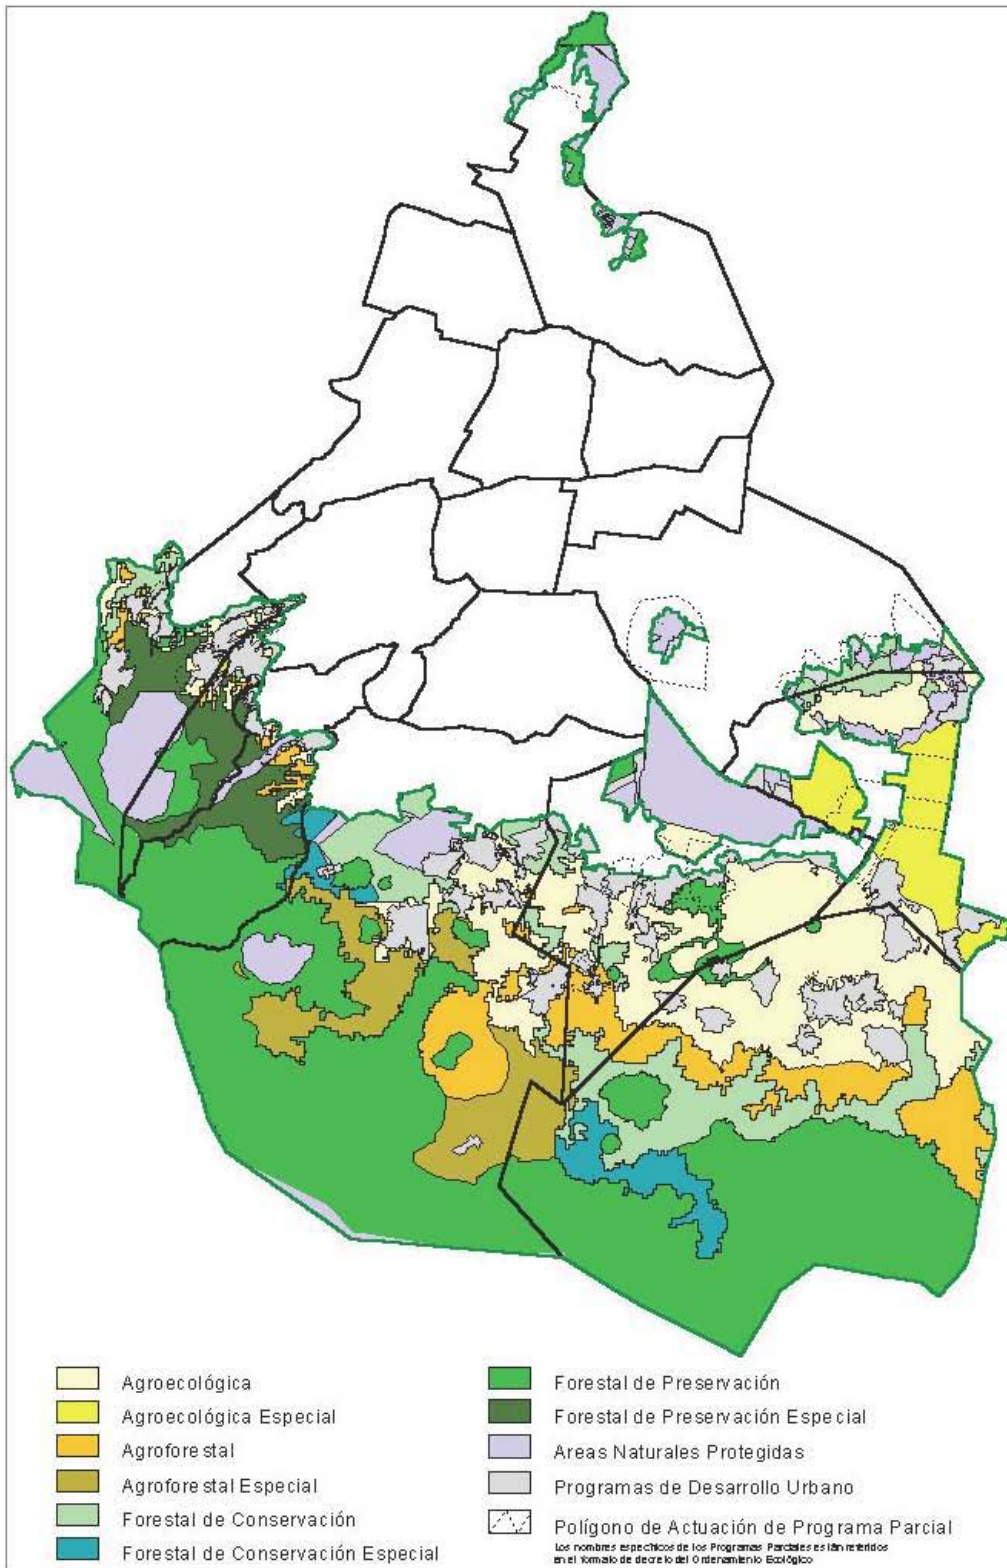 Agroecológica
Agroecológica Especial
Agroforestal
Agroforestal Especial
Forestal de Conservación
Forestal de Conservación Especial
Forestal de Preservación
Forestal de Preservación Especial
Areas Naturales Protegidas
Programas de Desarrollo Urbano
Polígono de Actuación de Programa Parcial
Los nombres específicos de los Programas Parciales están referidos
en el formato de decreto del Ordenamiento Ecológico